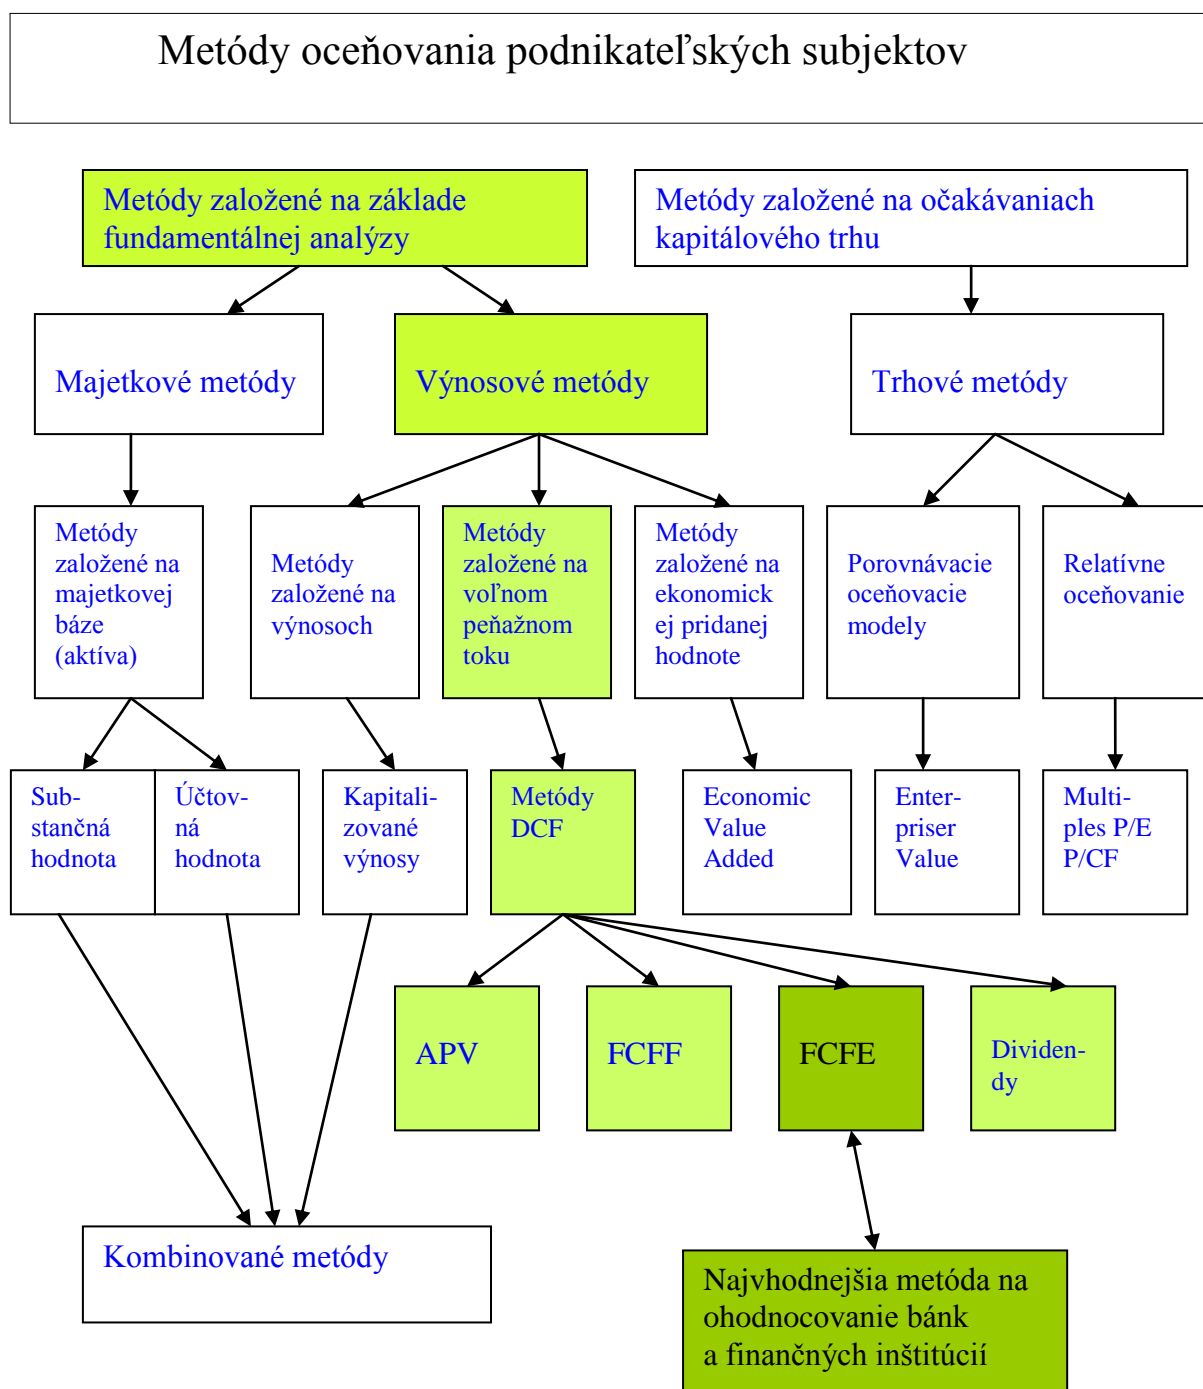 Metódy oceňovania podnikateľských subjektov
Metódy založené na základe
fundamentálnej analýzy
Metódy založené na očakávaniach
kapitálového trhu
Majetkové metódy
Výnosové metódy
Trhové metódy
Metódy
založené na
majetkovej
báze
(aktíva)
Metódy
založené na
výnosoch
Metódy
založené na
voľnom
peňažnom
toku
Metódy
založené na
ekonomick
ej pridanej
hodnote
Porovnávacie
oceňovacie
modely
Relatívne
oceňovanie
Sub-
stančná
hodnota
Účtov-
ná
hodnota
Kapitali-
zované
výnosy
Metódy
DCF
Economic
Value
Added
Enter-
priser
Value
Multi-
ples P/E
P/CF
APV
FCFF
FCFE
Dividen-
dy
Kombinované metódy
Najvhodnejšia metóda na
ohodnocovanie bánk
a finančných inštitúcií